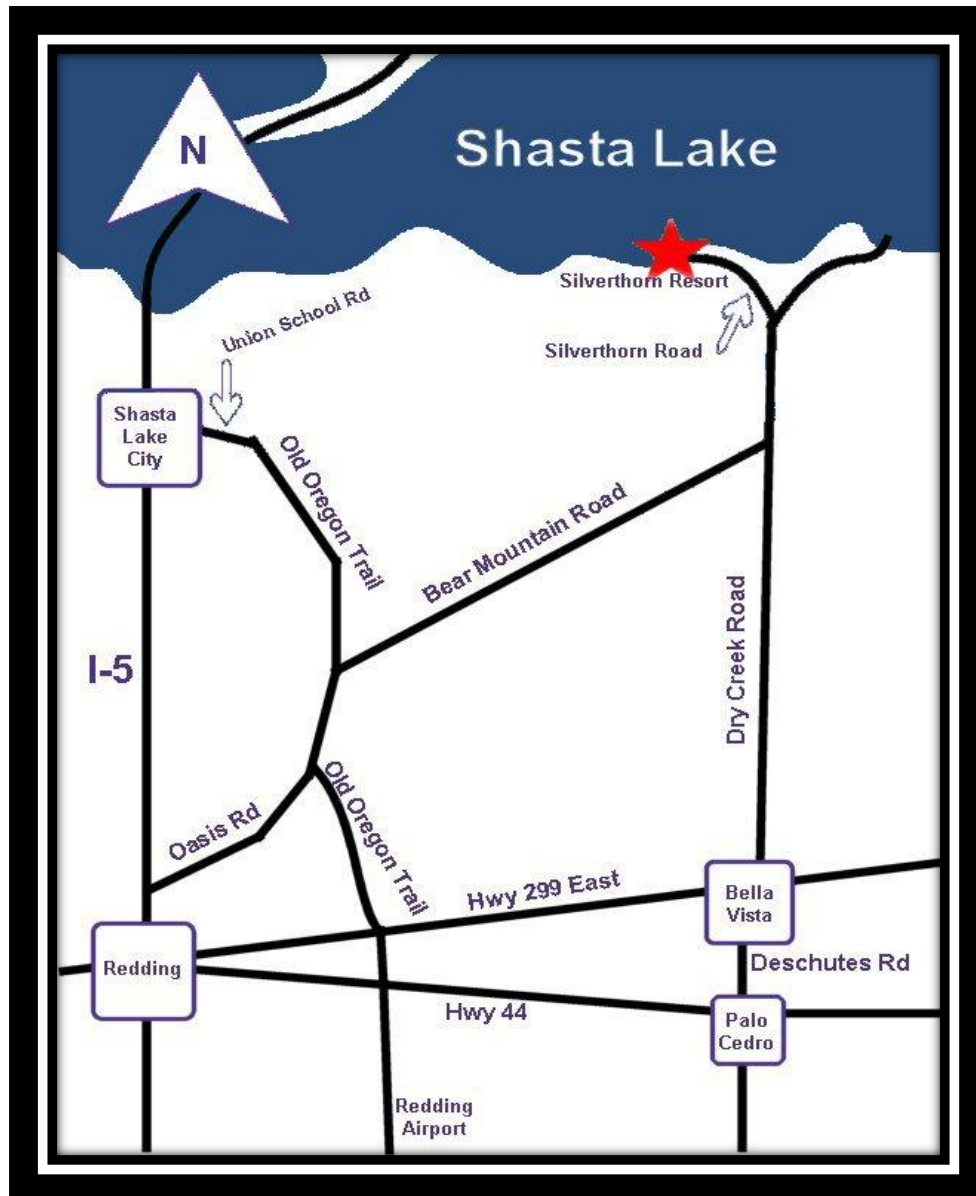 N
Shasta Lake
Silverthorn Resort
Union School Rd
Silverthorn Road
Shasta
Lake
City
Old Oregon Trail
Bear Mountain Road
I-5
Dry Creek Road
Oasis Rd
Old Oregon Trail
Hwy 299 East
Bella
Vista
Redding
Deschutes Rd
Hwy 44
Palo
Cedro
Redding
Airport